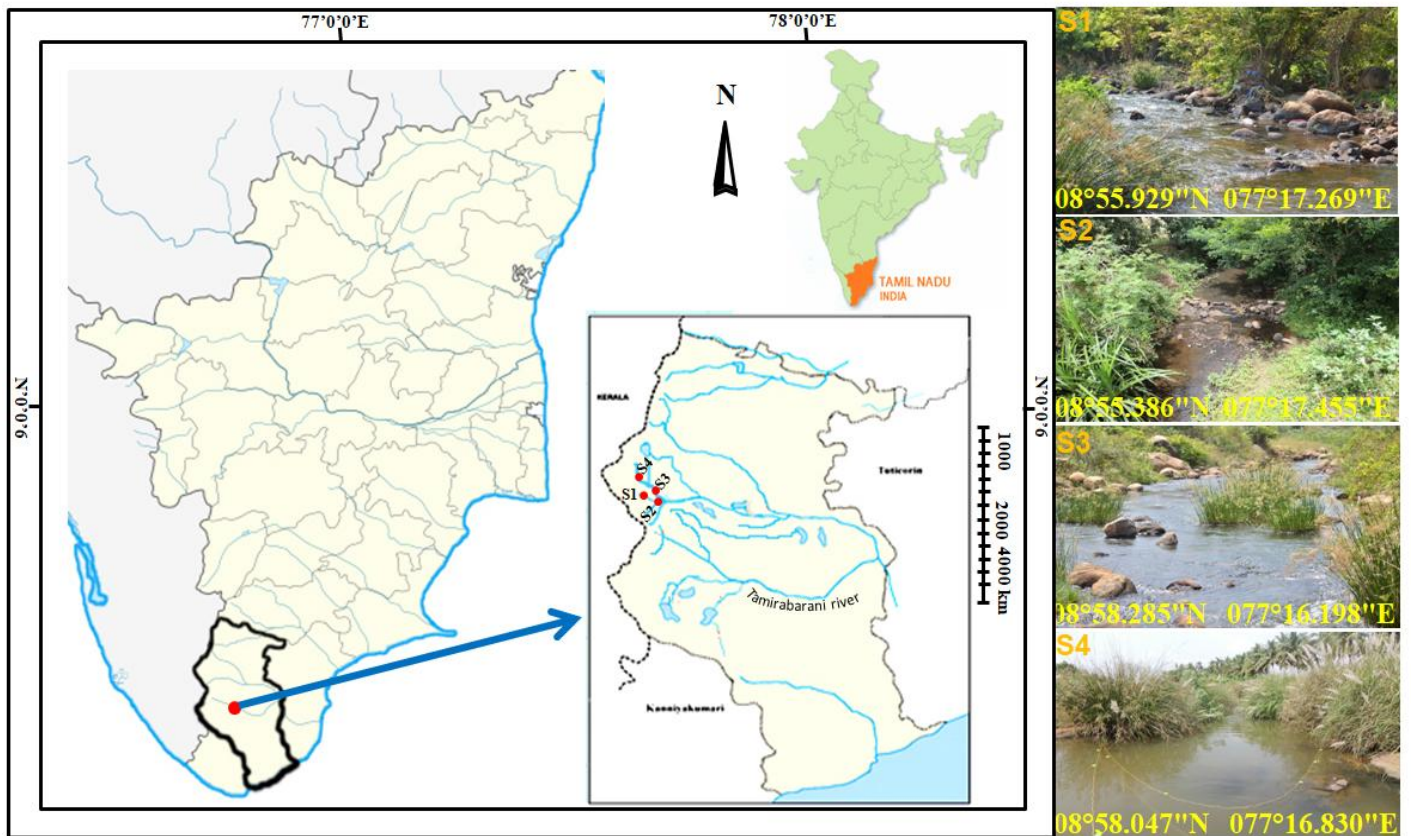 77°0'0"E
78°0'0"E
N
TAMIL NADU
INDIA
9°0'0"N
9°0'0"N
KERALA
Tuticorin
S4
S3
S1
S2
Tamirabarani river
Kanniyakumari
1000
2000 4000 km
S1
08°55.929"N 077°17.269"E
S2
08°55.386"N 077°17.455"E
S3
08°58.285"N 077°16.198"E
S4
08°58.047"N 077°16.830"E